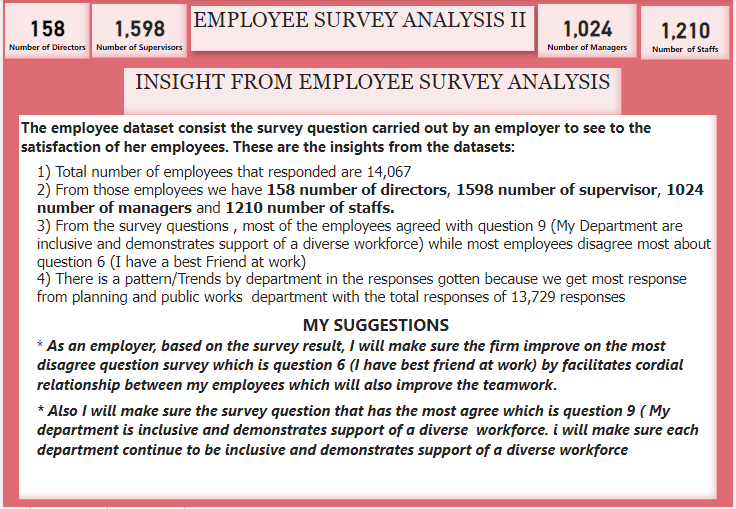 158
Number of Directors
1,598
Number of Supervisors
EMPLOYEE SURVEY ANALYSIS II
1,024
Number of Managers
1,210
Number of Staffs
INSIGHT FROM EMPLOYEE SURVEY ANALYSIS
The employee dataset consist the survey question carried out by an employer to see to the
satisfaction of her employees. These are the insights from the datasets:
1) Total number of employees that responded are 14,067
2) From those employees we have 158 number of directors, 1598 number of supervisor, 1024
number of managers and 1210 number of staffs.
3) From the survey questions , most of the employees agreed with question 9 (My Department are
inclusive and demonstrates support of a diverse workforce) while most employees disagree most about
question 6 (I have a best Friend at work)
4) There is a pattern/Trends by department in the responses gotten because we get most response
from planning and public works department with the total responses of 13,729 responses
MY SUGGESTIONS
* As an employer, based on the survey result, I will make sure the firm improve on the most
disagree question survey which is question 6 (I have best friend at work) by facilitates cordial
relationship between my employees which will also improve the teamwork.
* Also I will make sure the survey question that has the most agree which is question 9 ( My
department is inclusive and demonstrates support of a diverse workforce. i will make sure each
department continue to be inclusive and demonstrates support of a diverse workforce